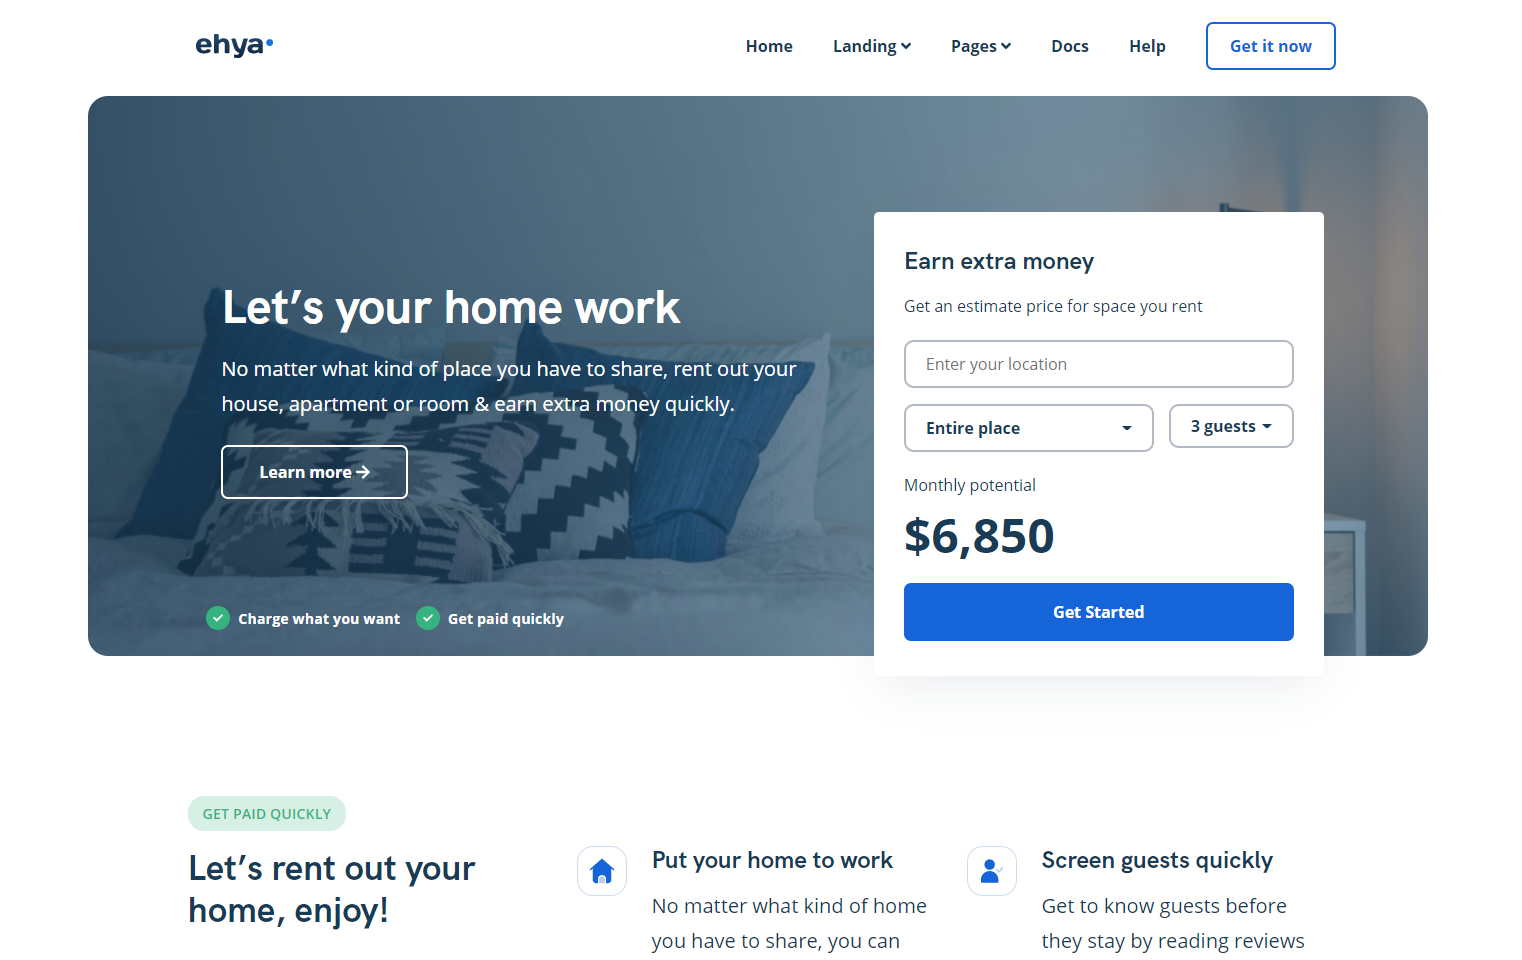 ehya
Home Landing Pages Docs Help Get it now
Let’s your home work
No matter what kind of place you have to share, rent out your
house, apartment or room & earn extra money quickly.
Learn more
Charge what you want Get paid quickly
Earn extra money
Get an estimate price for space you rent
Enter your location
Entire place 3 guests
Monthly potential
$6,850
Get Started
GET PAID QUICKLY
Let’s rent out your
home, enjoy!
Put your home to work
No matter what kind of home
you have to share, you can
Screen guests quickly
Get to know guests before
they stay by reading reviews